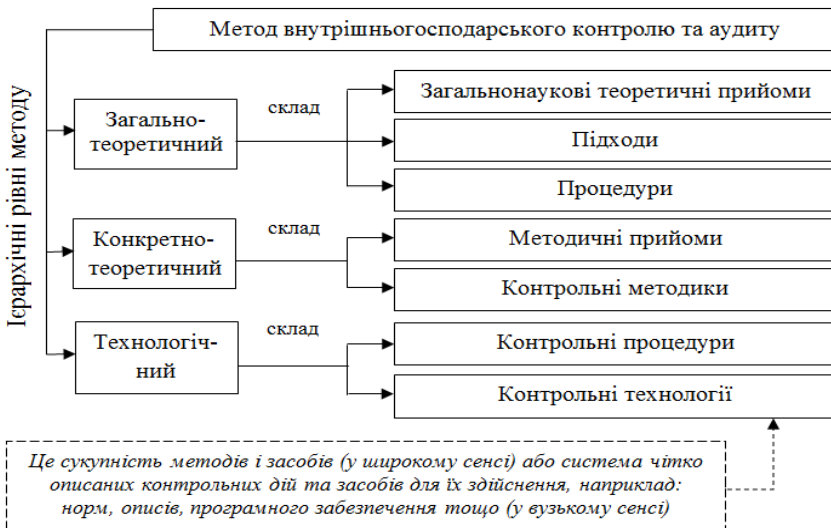 Метод внутрішньогосподарського контролю та аудиту
Ієрархічні рівні методу
Загально-
теоретичний
склад
Загальнонаукові теоретичні прийоми
Підходи
Процедури
Конкретно-
теоретичний
склад
Методичні прийоми
Контрольні методики
Технологіч-
ний
склад
Контрольні процедури
Контрольні технології
Це сукупність методів і засобів (у широкому сенсі) або система чітко
описаних контрольних дій та засобів для їх здійснення, наприклад:
норм, описів, програмного забезпечення тощо (у вузькому сенсі)